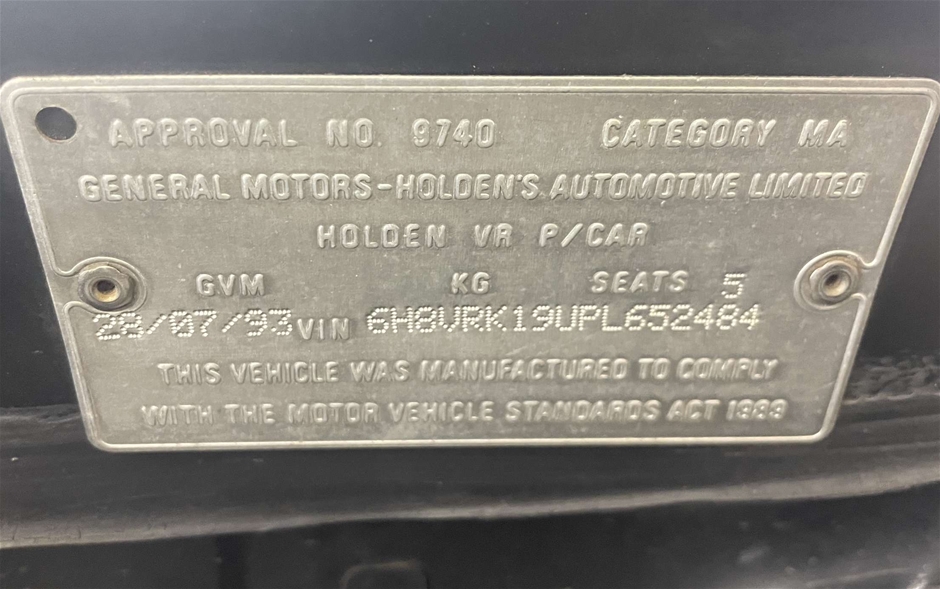 APPROVAL NO. 9740 CATEGORY MA
GENERAL MOTORS-HOLDEN'S AUTOMOTIVE LIMITED
HOLDEN VR P/CAR
GVM KG SEATS 5
28/07/93 VIN 6H8VRK19UPL652484
THIS VEHICLE WAS MANUFACTURED TO COMPLY
WITH THE MOTOR VEHICLE STANDARDS ACT 1989